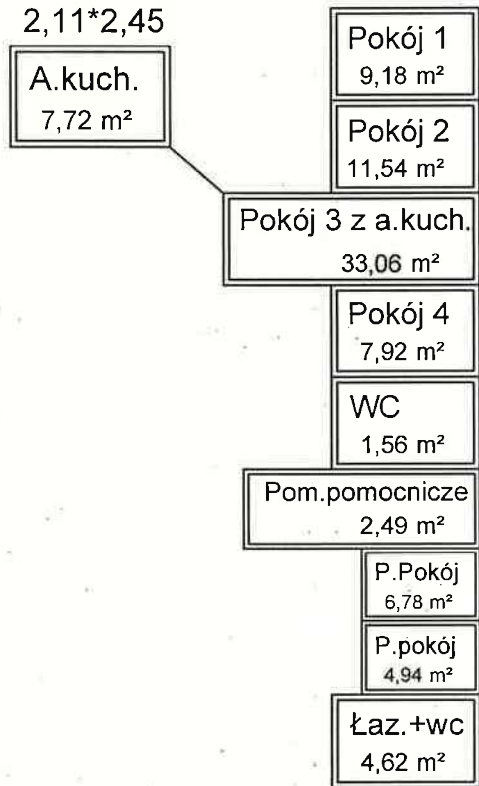 2,11*2,45
A.kuch.
7,72 m²
Pokój 1
9,18 m²
Pokój 2
11,54 m²
Pokój 3 z a.kuch.
33,06 m²
Pokój 4
7,92 m²
WC
1,56 m²
Pom.pomocnicze
2,49 m²
P.Pokój
6,78 m²
P.pokój
4,94 m²
Łaz.+wc
4,62 m²